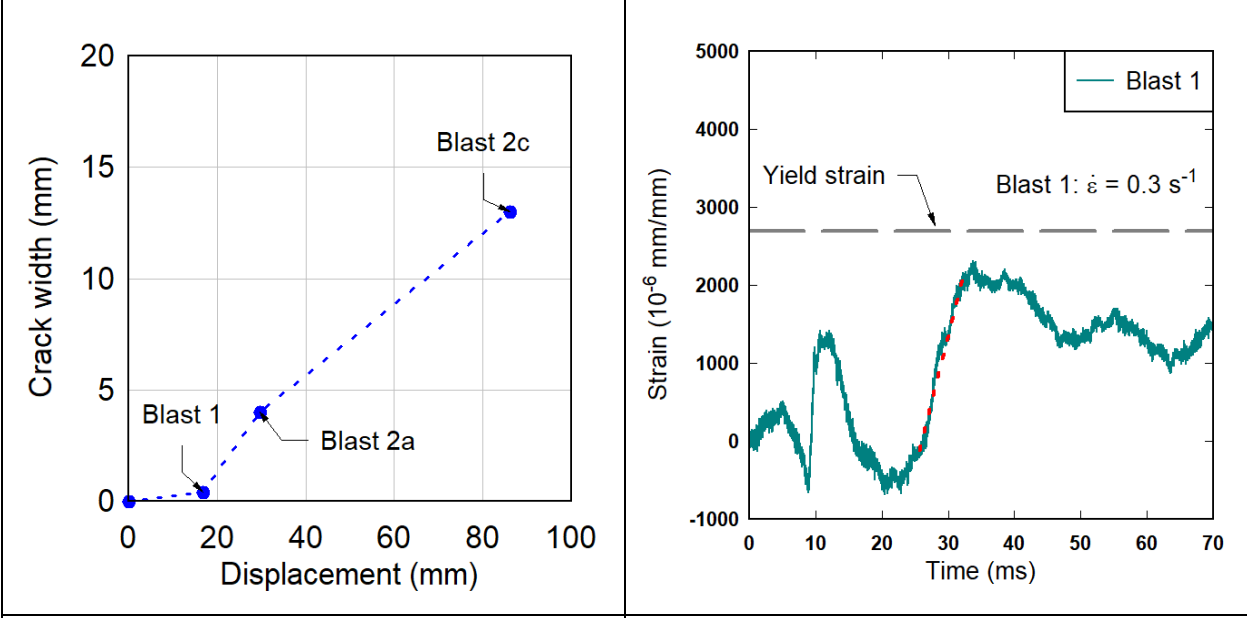 20
15
10
5
0
0
20
40
60
80
100
Crack width (mm)
Displacement (mm)
Blast 2c
Blast 1
Blast 2a
5000
4000
3000
2000
1000
0
-1000
0
10
20
30
40
50
60
70
Strain (10⁻⁶ mm/mm)
Time (ms)
Blast 1
Yield strain
Blast 1: ε̇ = 0.3 s⁻¹